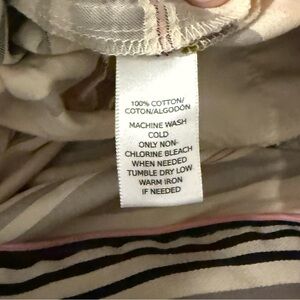 100% COTTON/
COTON/ALGODÓN
MACHINE WASH
COLD
ONLY NON-
CHLORINE BLEACH
WHEN NEEDED
TUMBLE DRY LOW
WARM IRON
IF NEEDED